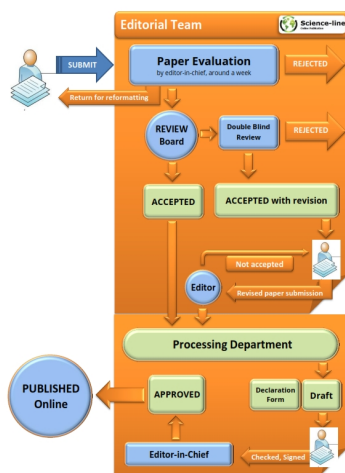 Editorial Team
Science-line
Online Publication
SUBMIT
Paper Evaluation
by editor-in-chief, around a week
REJECTED
Return for reformatting
REVIEW
Board
Double Blind
Review
REJECTED
ACCEPTED
ACCEPTED with revision
Not accepted
Editor
Revised paper submission
Processing Department
PUBLISHED
Online
APPROVED
Declaration
Form
Draft
Editor-in-Chief
Checked, Signed